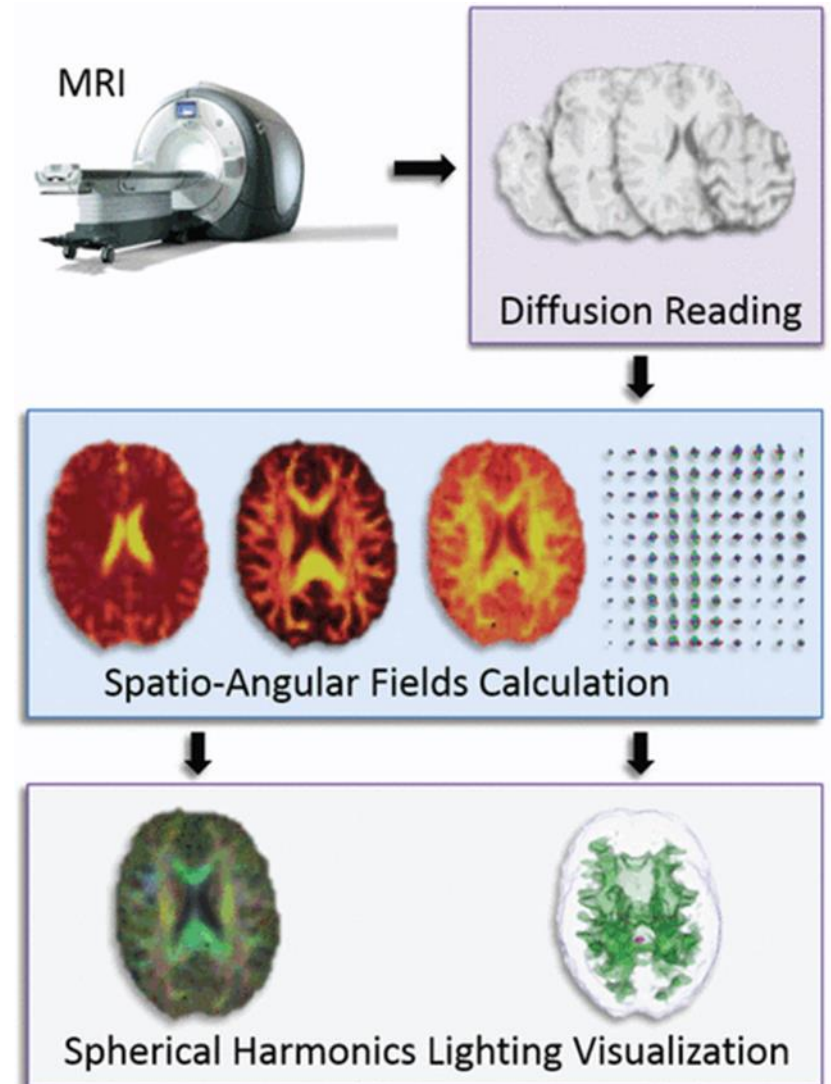 MRI
Diffusion Reading
Spatio-Angular Fields Calculation
Spherical Harmonics Lighting Visualization